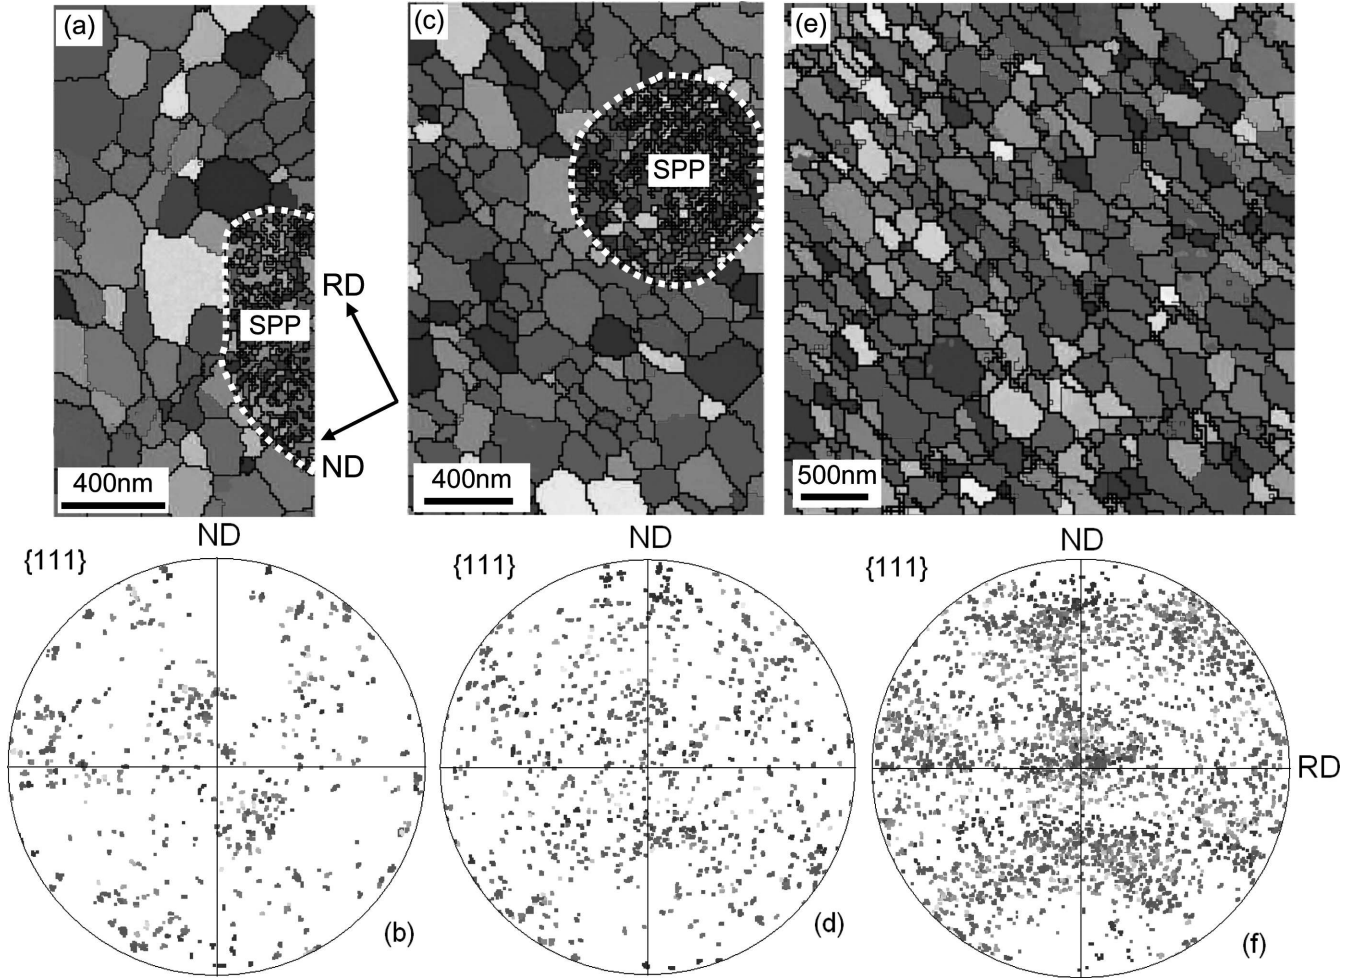 (a)
(c)
(e)
SPP
RD
SPP
ND
400nm
400nm
500nm
ND
ND
ND
{111}
{111}
{111}
RD
(b)
(d)
(f)